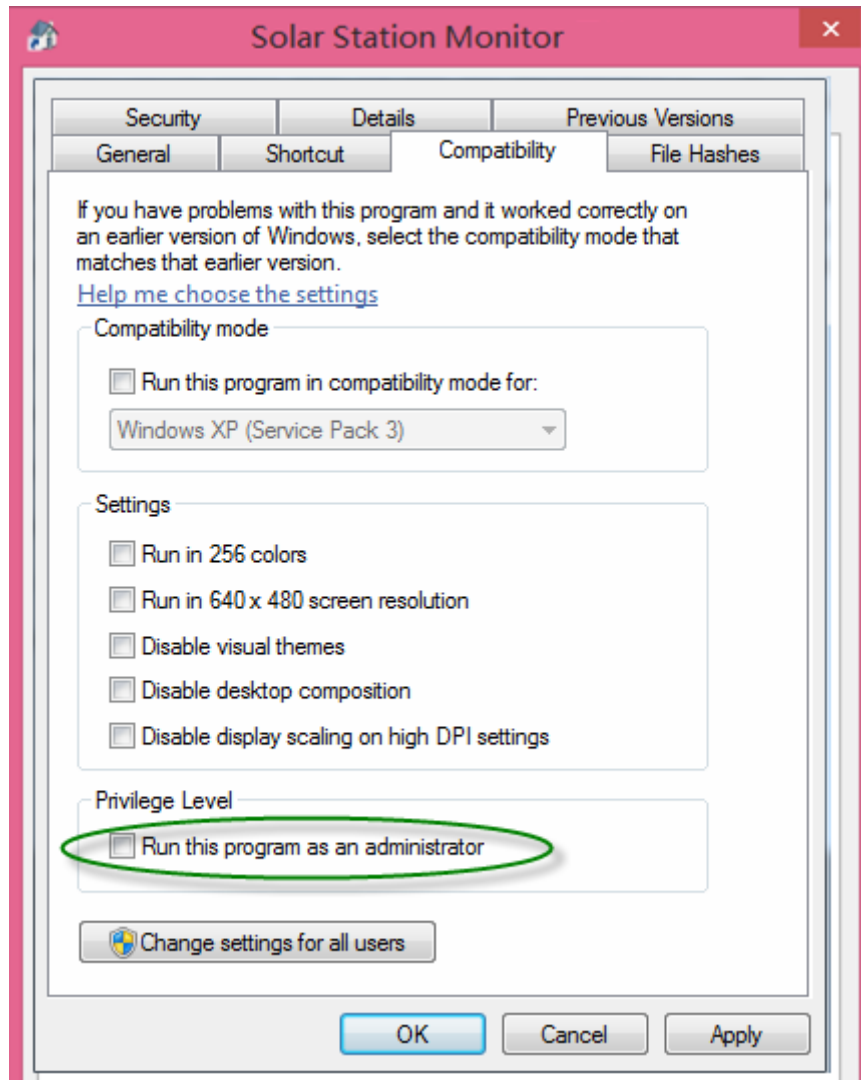 Solar Station Monitor
Security Details Previous Versions
General Shortcut Compatibility File Hashes
If you have problems with this program and it worked correctly on
an earlier version of Windows, select the compatibility mode that
matches that earlier version.
Help me choose the settings
Compatibility mode
Run this program in compatibility mode for:
Windows XP (Service Pack 3)
Settings
Run in 256 colors
Run in 640 x 480 screen resolution
Disable visual themes
Disable desktop composition
Disable display scaling on high DPI settings
Privilege Level
Run this program as an administrator
Change settings for all users
OK Cancel Apply